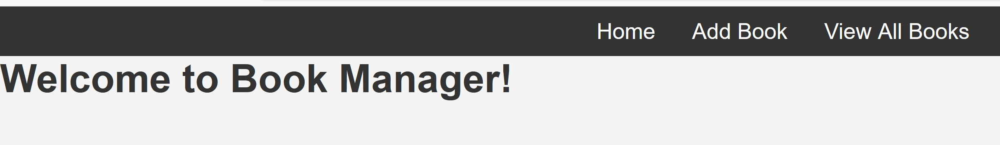 Home Add Book View All Books
Welcome to Book Manager!